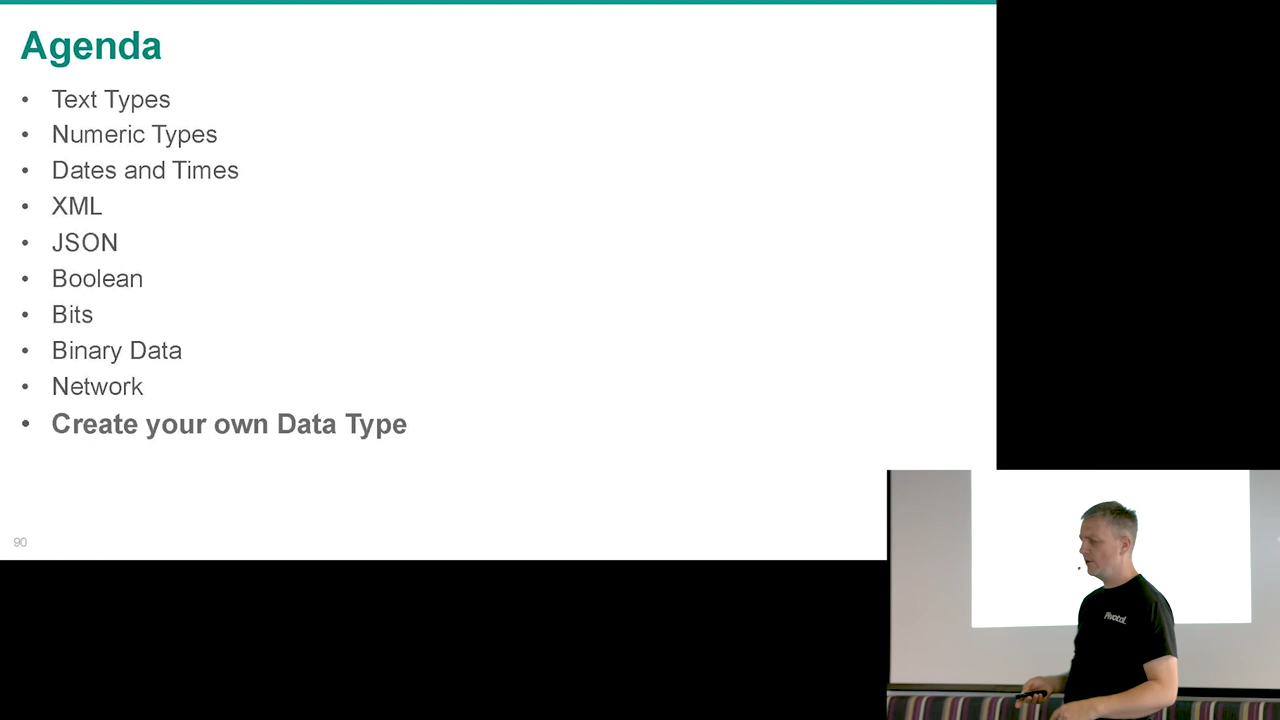 Agenda
• Text Types
• Numeric Types
• Dates and Times
• XML
• JSON
• Boolean
• Bits
• Binary Data
• Network
• Create your own Data Type
90
Pivotal